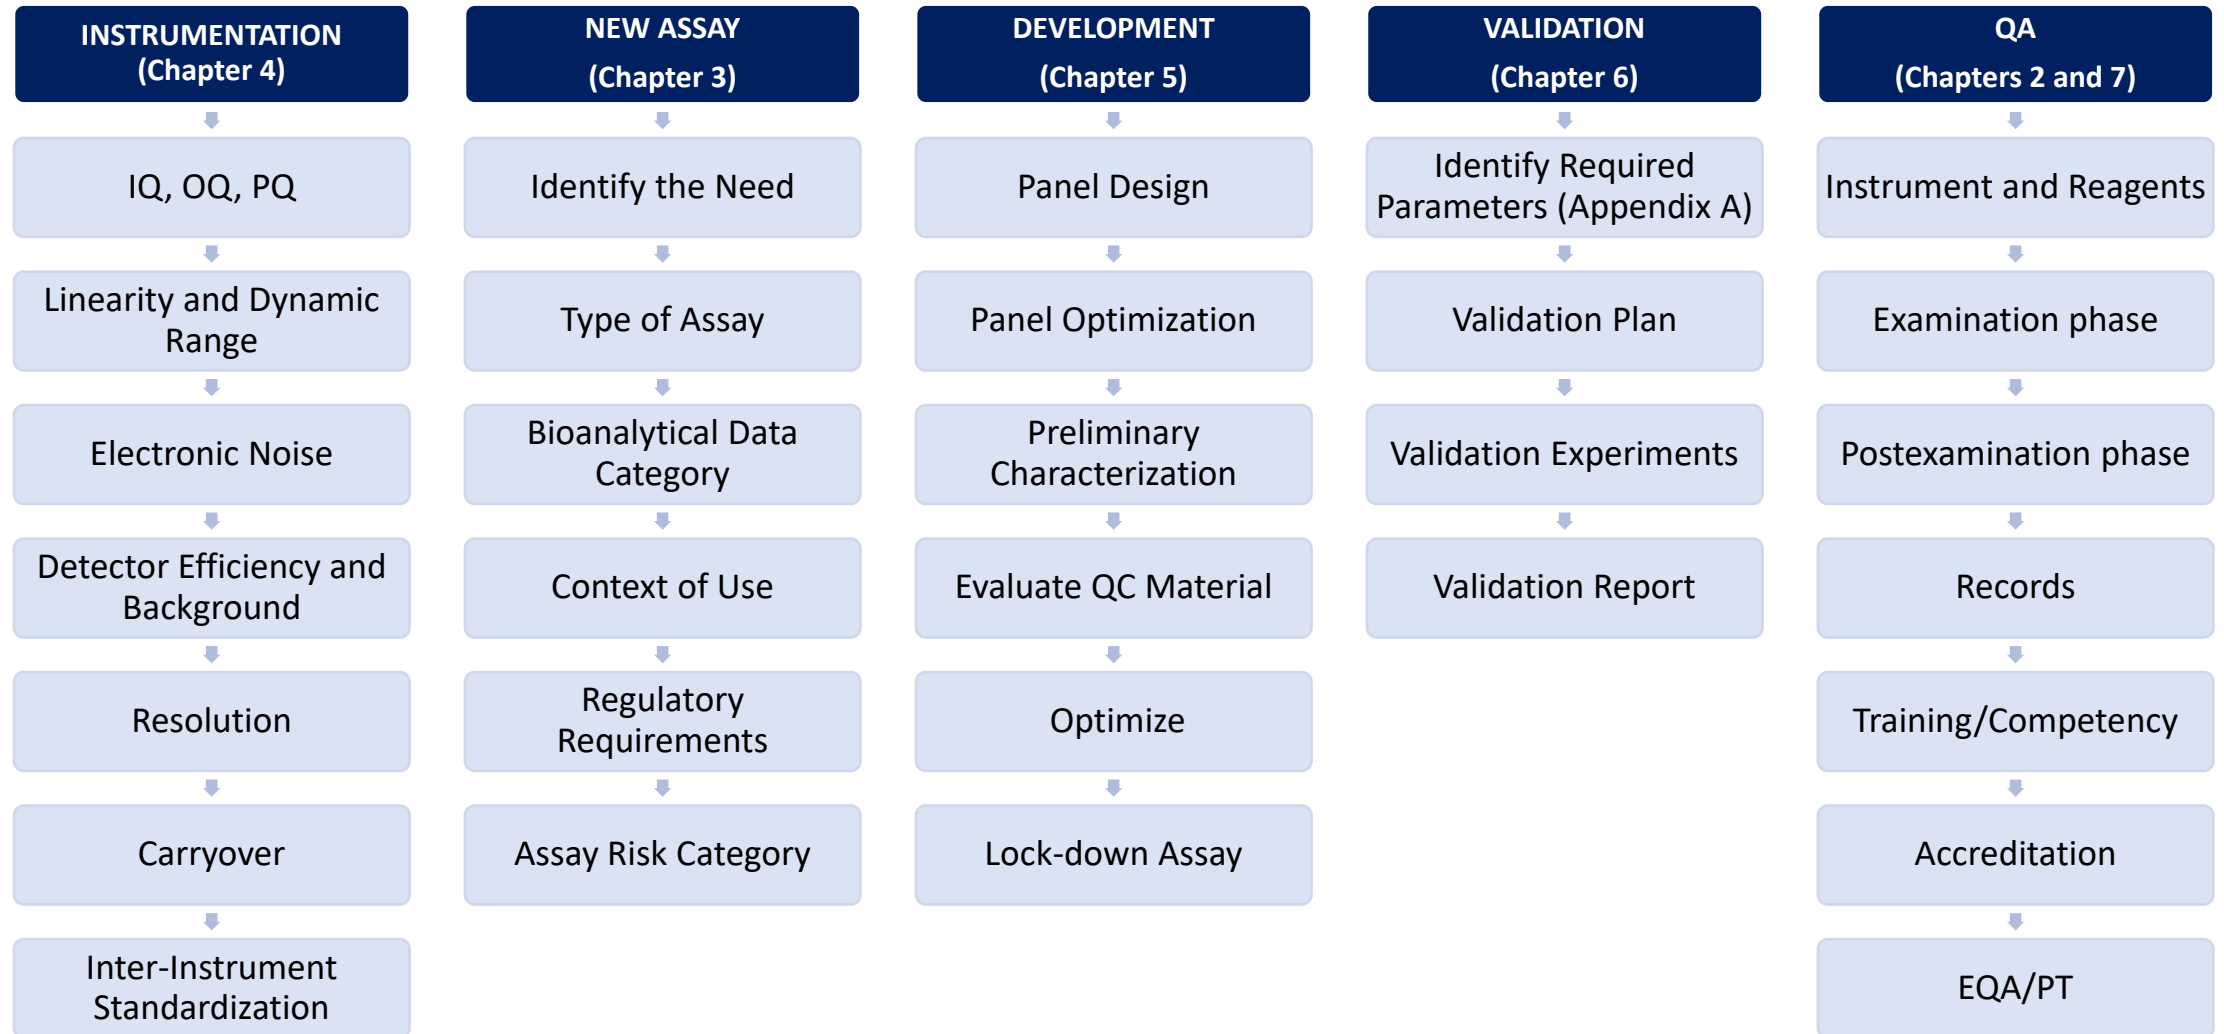 INSTRUMENTATION
(Chapter 4)
IQ, OQ, PQ
Linearity and Dynamic
Range
Electronic Noise
Detector Efficiency and
Background
Resolution
Carryover
Inter-Instrument
Standardization
NEW ASSAY
(Chapter 3)
Identify the Need
Type of Assay
Bioanalytical Data
Category
Context of Use
Regulatory
Requirements
Assay Risk Category
DEVELOPMENT
(Chapter 5)
Panel Design
Panel Optimization
Preliminary
Characterization
Evaluate QC Material
Optimize
Lock-down Assay
VALIDATION
(Chapter 6)
Identify Required
Parameters (Appendix A)
Validation Plan
Validation Experiments
Validation Report
QA
(Chapters 2 and 7)
Instrument and Reagents
Examination phase
Postexamination phase
Records
Training/Competency
Accreditation
EQA/PT